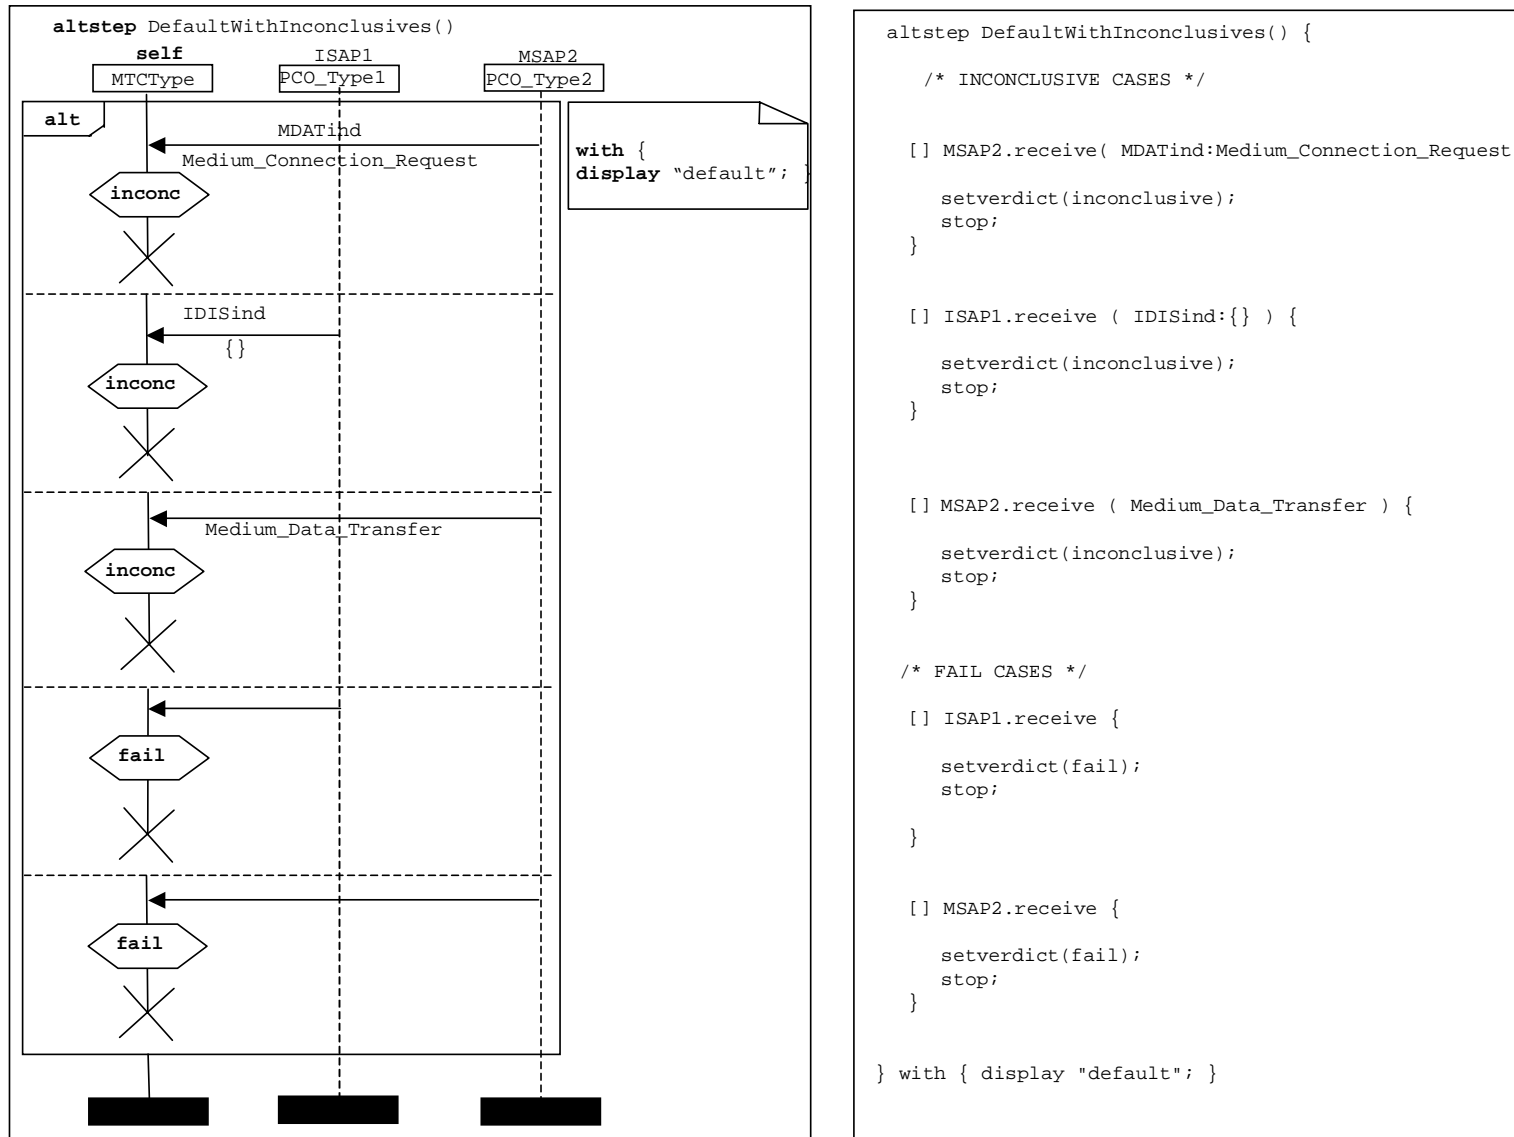 altstep DefaultWithInconclusives()
self
ISAP1
MSAP2
MTCType
PCO_Type1
PCO_Type2
alt
MDATind
Medium_Connection_Request
inconc
with {
display “default”; }
IDISind
{}
inconc
Medium_Data_Transfer
inconc
fail
fail
altstep DefaultWithInconclusives() {
/* INCONCLUSIVE CASES */
[] MSAP2.receive( MDATind:Medium_Connection_Request
setverdict(inconclusive);
stop;
}
[] ISAP1.receive ( IDISind:{} ) {
setverdict(inconclusive);
stop;
}
[] MSAP2.receive ( Medium_Data_Transfer ) {
setverdict(inconclusive);
stop;
}
/* FAIL CASES */
[] ISAP1.receive {
setverdict(fail);
stop;
}
[] MSAP2.receive {
setverdict(fail);
stop;
}
} with { display "default"; }